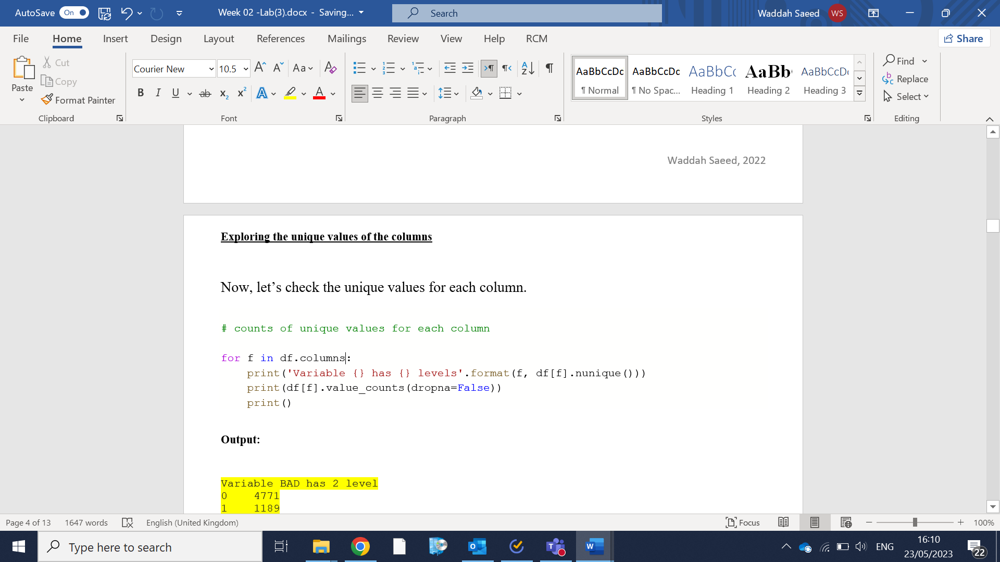 AutoSave On Week 02 -Lab(3).docx - Saving... Search Waddah Saeed WS
File Home Insert Design Layout References Mailings Review View Help RCM Share
Paste
Cut
Copy
Format Painter
Clipboard
Courier New 10.5
Font
Paragraph
AaBbCcDc AaBbCcDc AaBbCc AaBb AaBbCcD
¶ Normal ¶ No Spac... Heading 1 Heading 2 Heading 3
Styles
Find
Replace
Select
Editing
Waddah Saeed, 2022
Exploring the unique values of the columns
Now, let’s check the unique values for each column.
# counts of unique values for each column
for f in df.columns:
    print('Variable {} has {} levels'.format(f, df[f].nunique()))
    print(df[f].value_counts(dropna=False))
    print()
Output:
Variable BAD has 2 level
0    4771
1    1189
Page 4 of 13 1647 words English (United Kingdom) Focus 100%
Type here to search ENG 16:10
23/05/2023 22